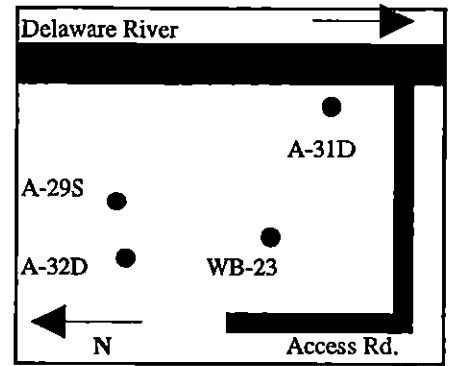 Delaware River
A-31D
A-29S
A-32D
WB-23
N
Access Rd.